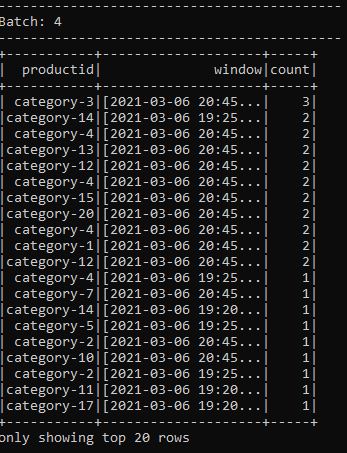 -------------------------------------------
Batch: 4
-------------------------------------------
+-----------+--------------------+-----+
|  productid|              window|count|
+-----------+--------------------+-----+
| category-3|[2021-03-06 20:45...|    3|
|category-14|[2021-03-06 19:25...|    2|
| category-4|[2021-03-06 20:45...|    2|
|category-13|[2021-03-06 20:45...|    2|
|category-12|[2021-03-06 20:45...|    2|
| category-4|[2021-03-06 20:45...|    2|
|category-15|[2021-03-06 20:45...|    2|
|category-20|[2021-03-06 20:45...|    2|
| category-4|[2021-03-06 20:45...|    2|
| category-1|[2021-03-06 20:45...|    2|
|category-12|[2021-03-06 20:45...|    2|
| category-4|[2021-03-06 19:25...|    1|
| category-7|[2021-03-06 20:45...|    1|
|category-14|[2021-03-06 19:20...|    1|
| category-5|[2021-03-06 19:25...|    1|
| category-2|[2021-03-06 20:45...|    1|
|category-10|[2021-03-06 20:45...|    1|
| category-2|[2021-03-06 19:25...|    1|
|category-11|[2021-03-06 19:20...|    1|
|category-17|[2021-03-06 19:20...|    1|
+-----------+--------------------+-----+
only showing top 20 rows